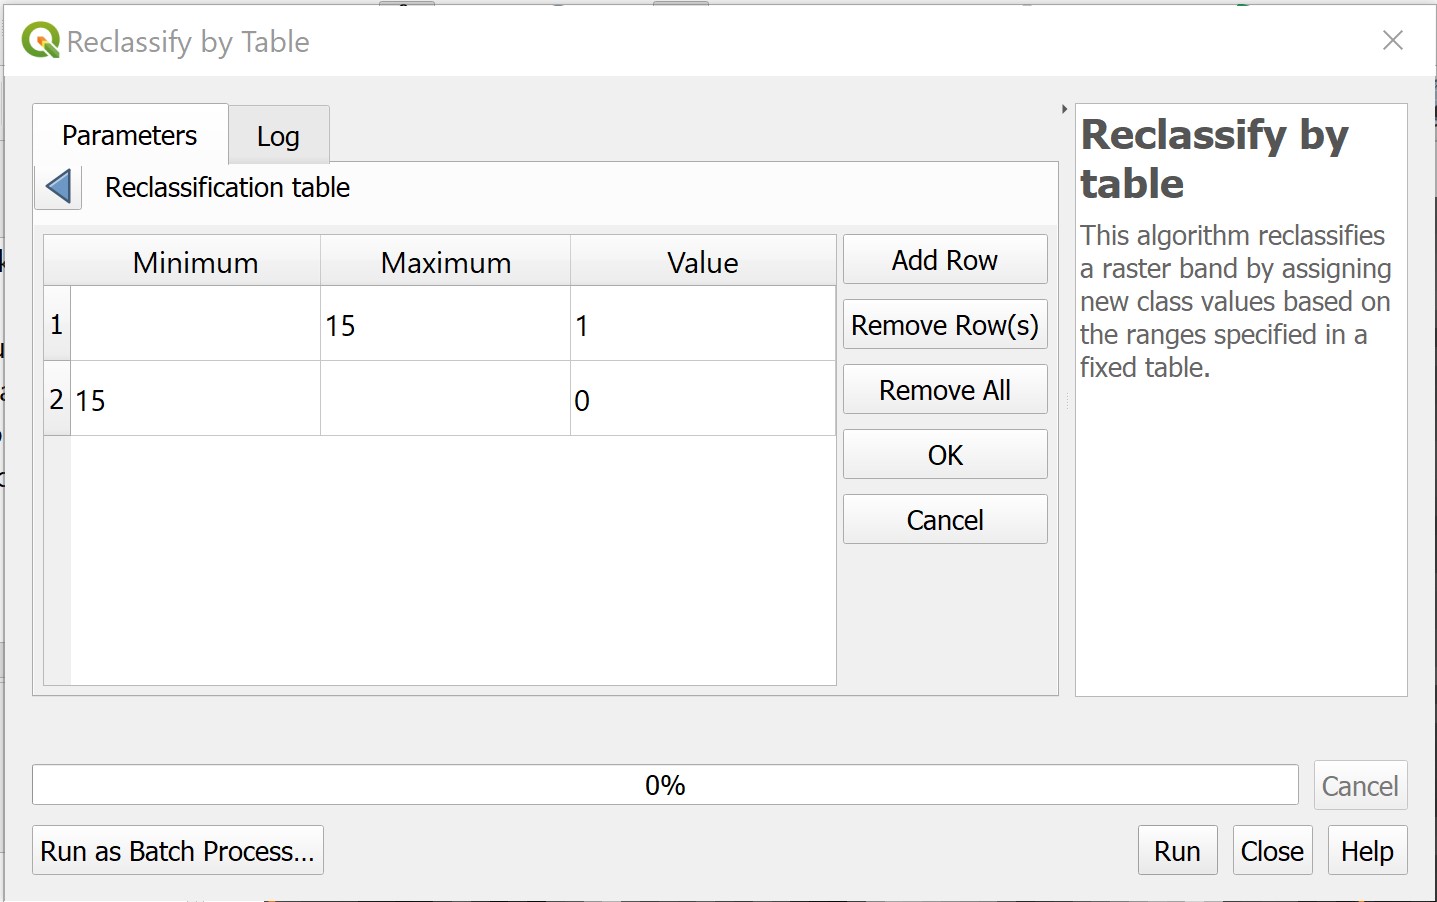 Reclassify by Table
Parameters
Log
Reclassification table
Minimum Maximum Value
1 15 1
2 15 0
Add Row
Remove Row(s)
Remove All
OK
Cancel
Reclassify by
table
This algorithm reclassifies
a raster band by assigning
new class values based on
the ranges specified in a
fixed table.
0%
Cancel
Run as Batch Process...
Run
Close
Help